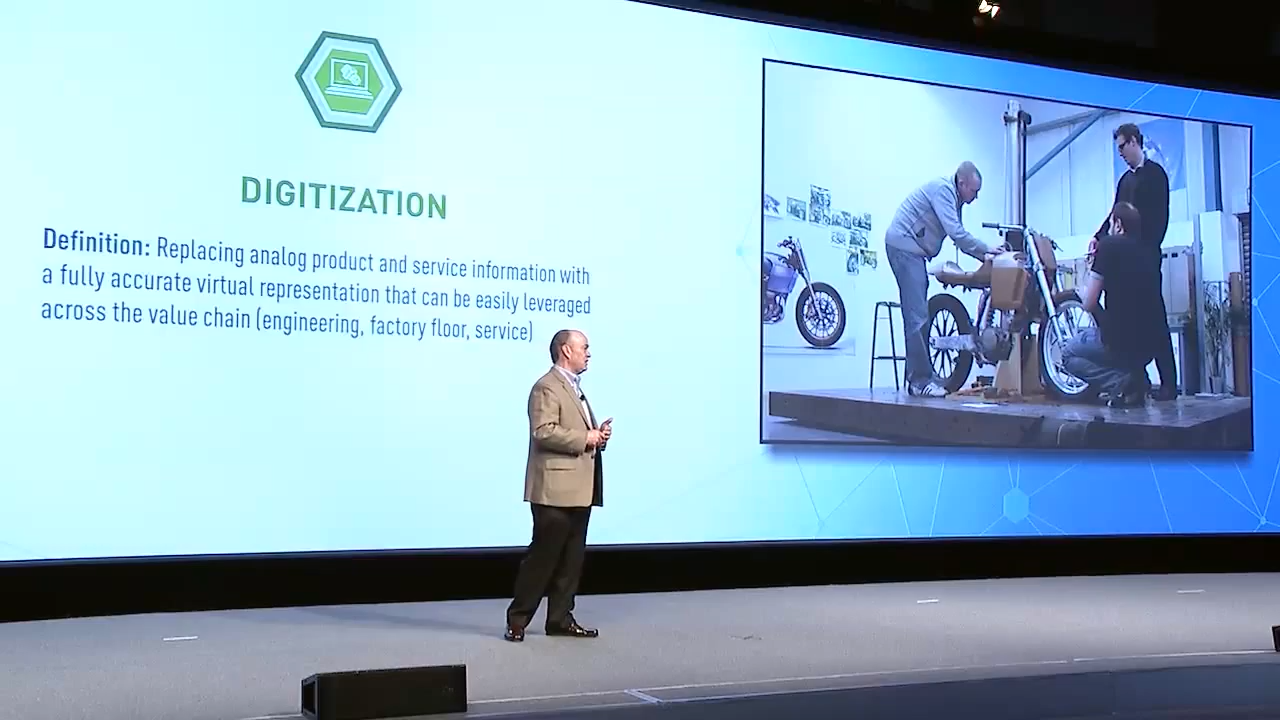 DIGITIZATION
Definition: Replacing analog product and service information with
a fully accurate virtual representation that can be easily leveraged
across the value chain (engineering, factory floor, service)